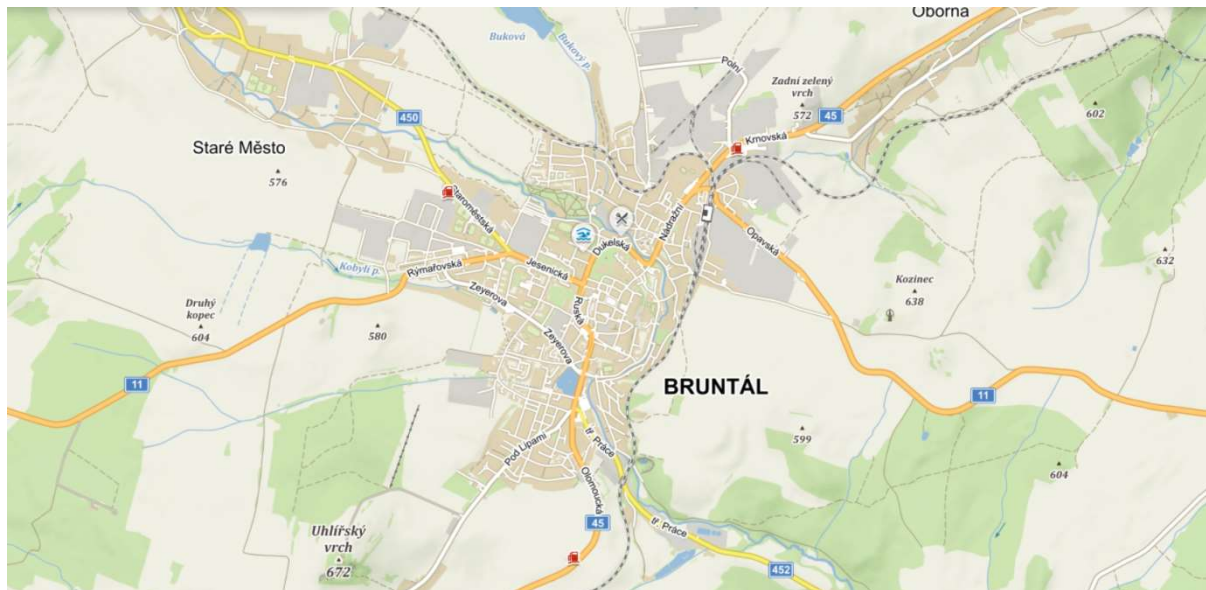 Oborna
Buková
Bukový p.
Polní
Zadní zelený
vrch
572
45
602
450
Krnovská
Staré Město
576
Staroměstská
Nádražní
Dukelská
Opavská
632
Kobylí p.
Rýmařovská
Jesenická
Zeyerova
Kozinec
638
Druhý
kopec
604
580
Ruská
Zeyerova
11
BRUNTÁL
11
599
Pod Lipami
tř. Práce
604
Olomoucká
45
tř. Práce
Uhlířský
vrch
672
452